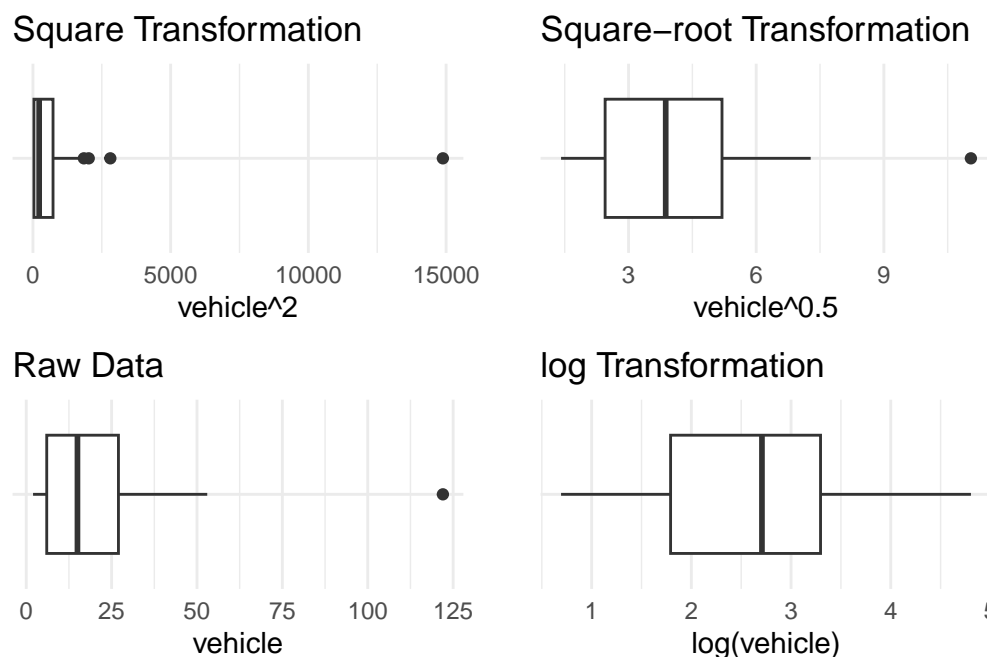 Square Transformation
0 5000 10000 15000
vehicle^2
Square−root Transformation
3 6 9
vehicle^0.5
Raw Data
0 25 50 75 100 125
vehicle
log Transformation
1 2 3 4 5
log(vehicle)